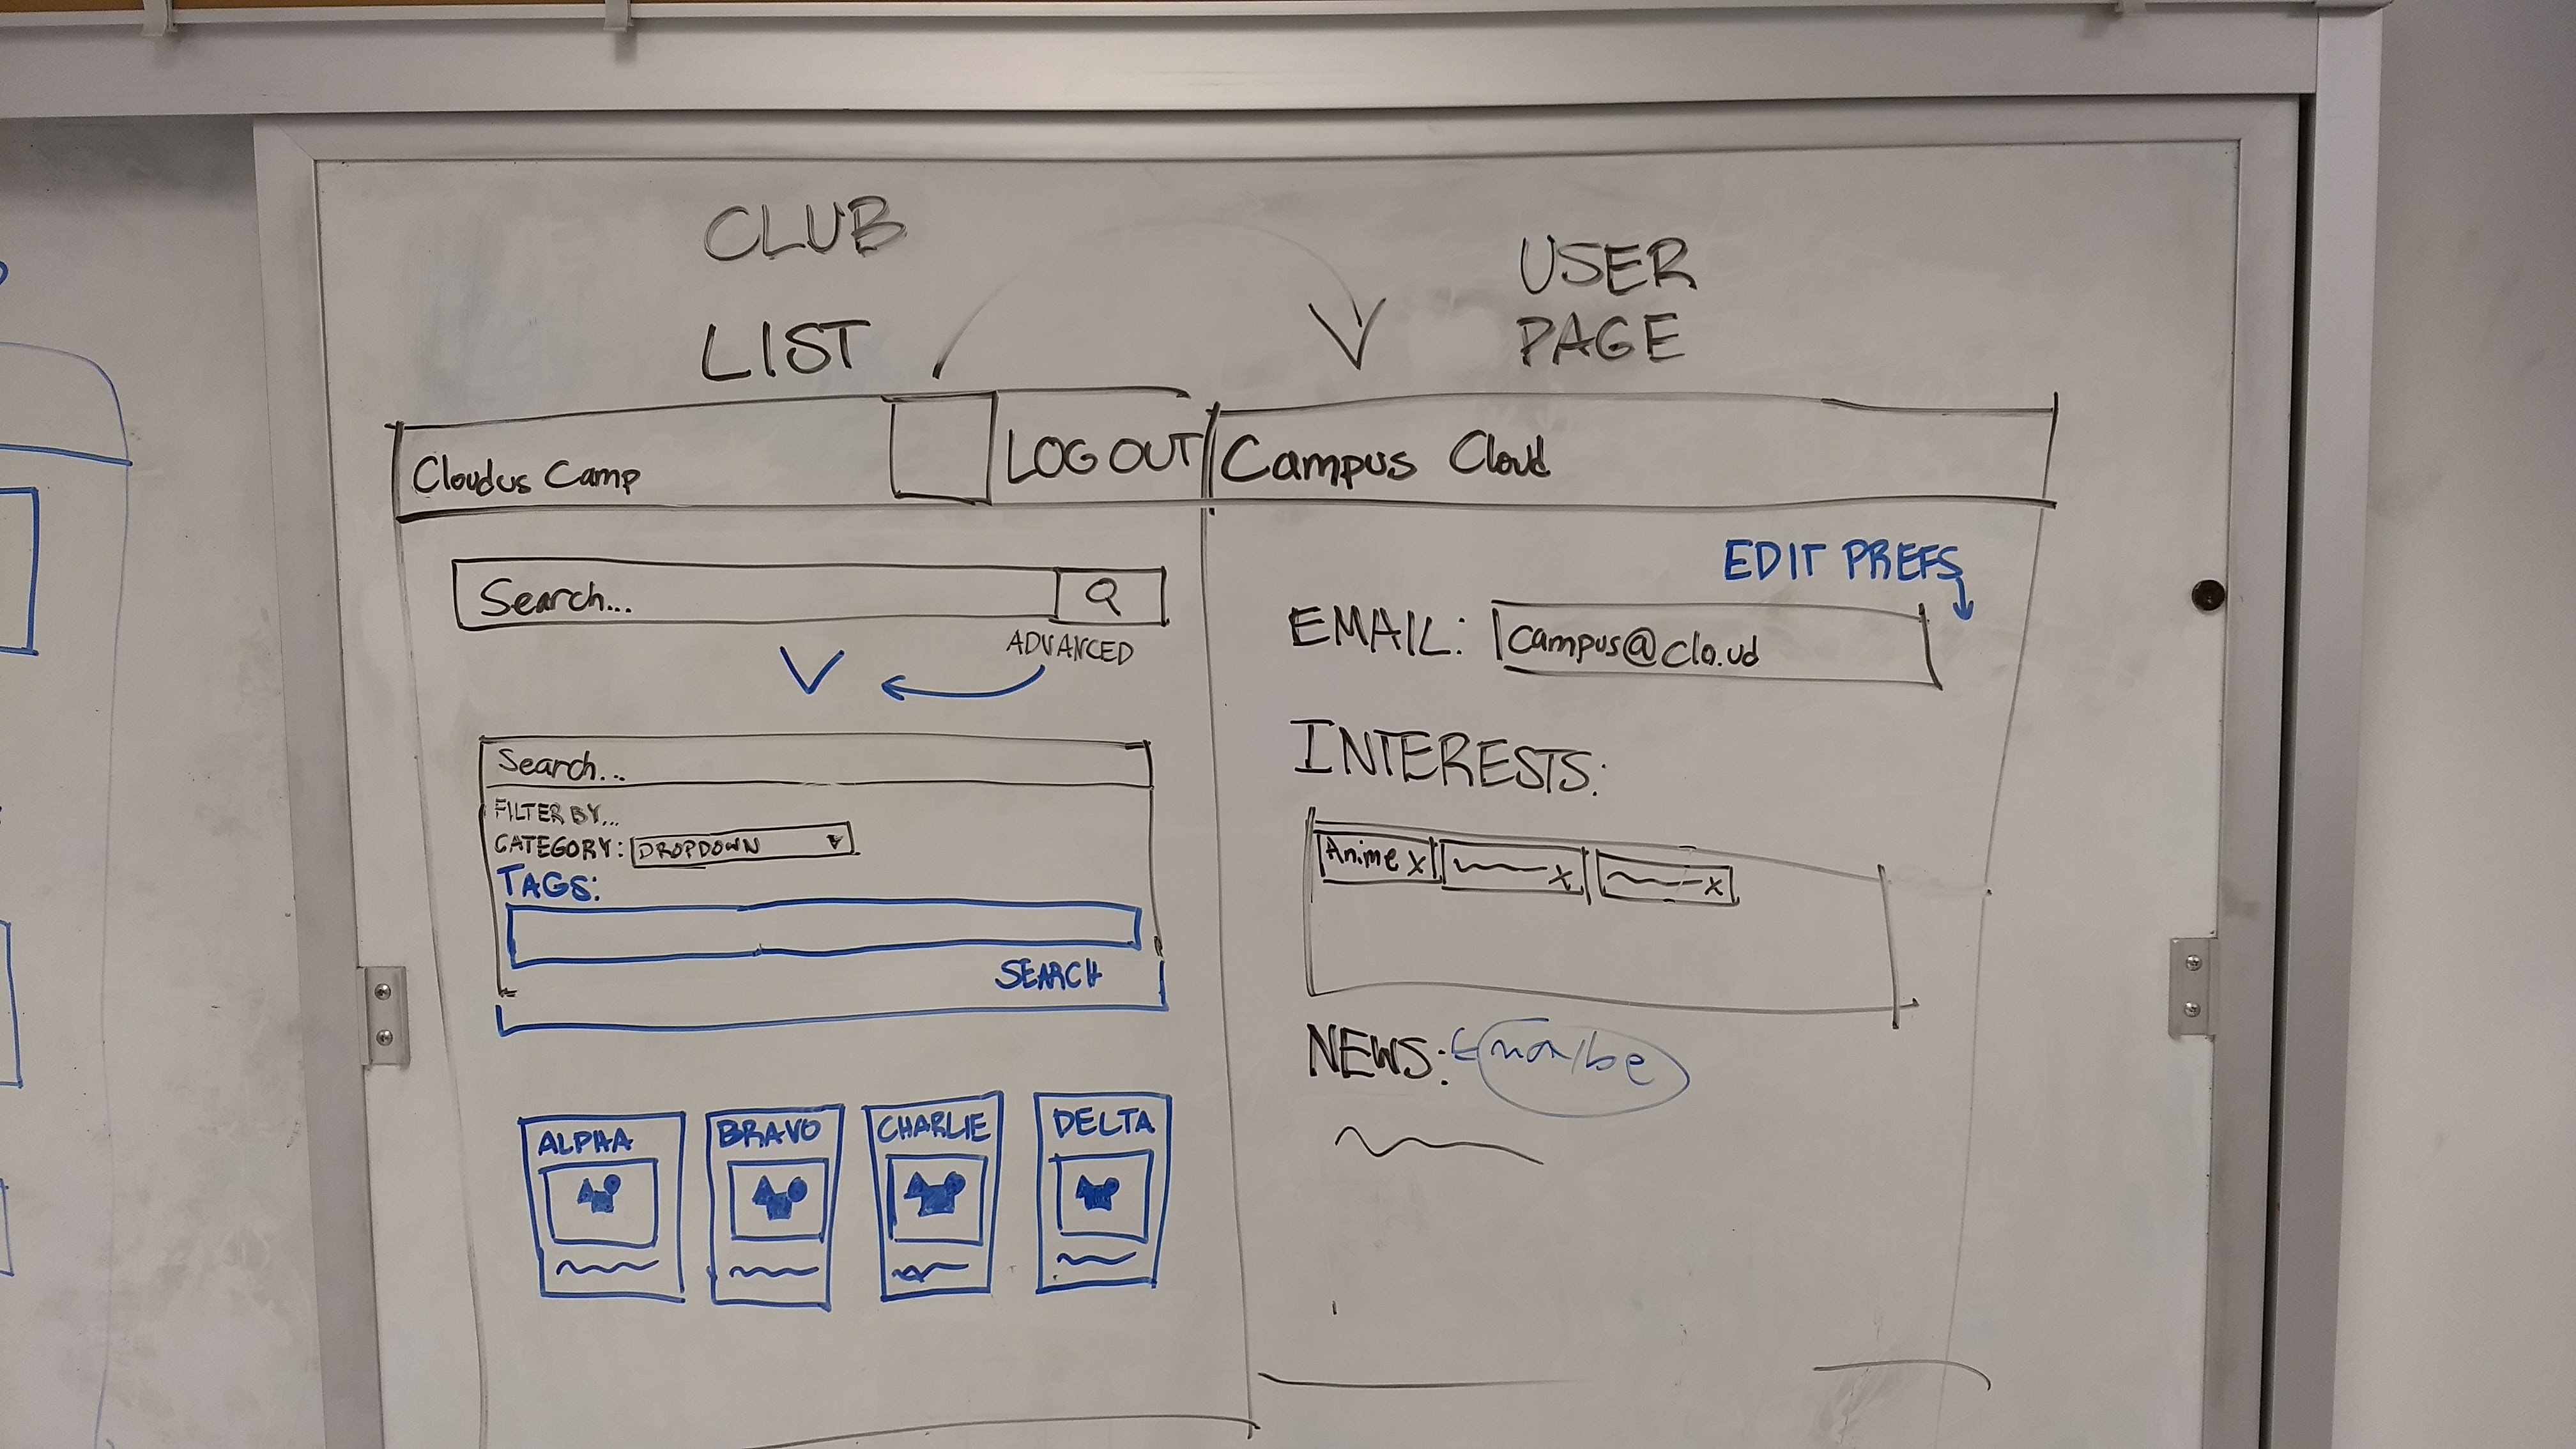 CLUB
LIST
Cloudus Camp
LOG OUT
Search...
ADVANCED
Search...
FILTER BY...
CATEGORY: DROPDOWN
TAGS:
SEARCH
ALPHA BRAVO CHARLIE DELTA
USER
PAGE
Campus Cloud
EDIT PREFS
EMAIL: campus@clo.ud
INTERESTS:
Anime x x x
NEWS: maybe